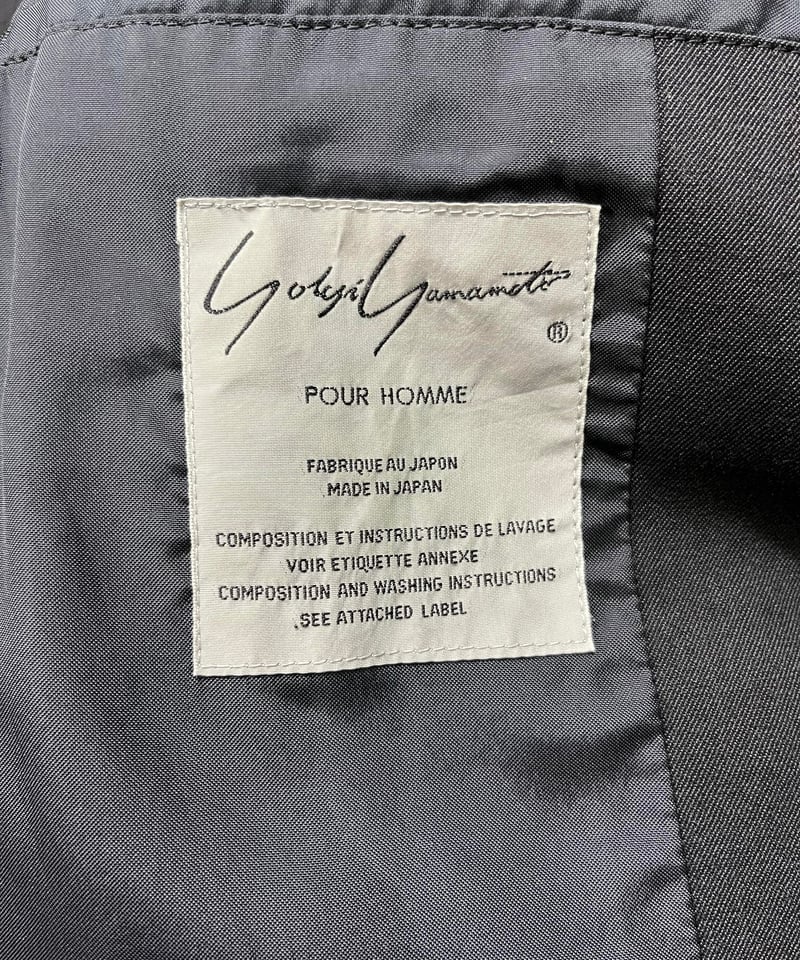 Yohji Yamamoto
®
POUR HOMME
FABRIQUE AU JAPON
MADE IN JAPAN
COMPOSITION ET INSTRUCTIONS DE LAVAGE
VOIR ETIQUETTE ANNEXE
COMPOSITION AND WASHING INSTRUCTIONS
SEE ATTACHED LABEL